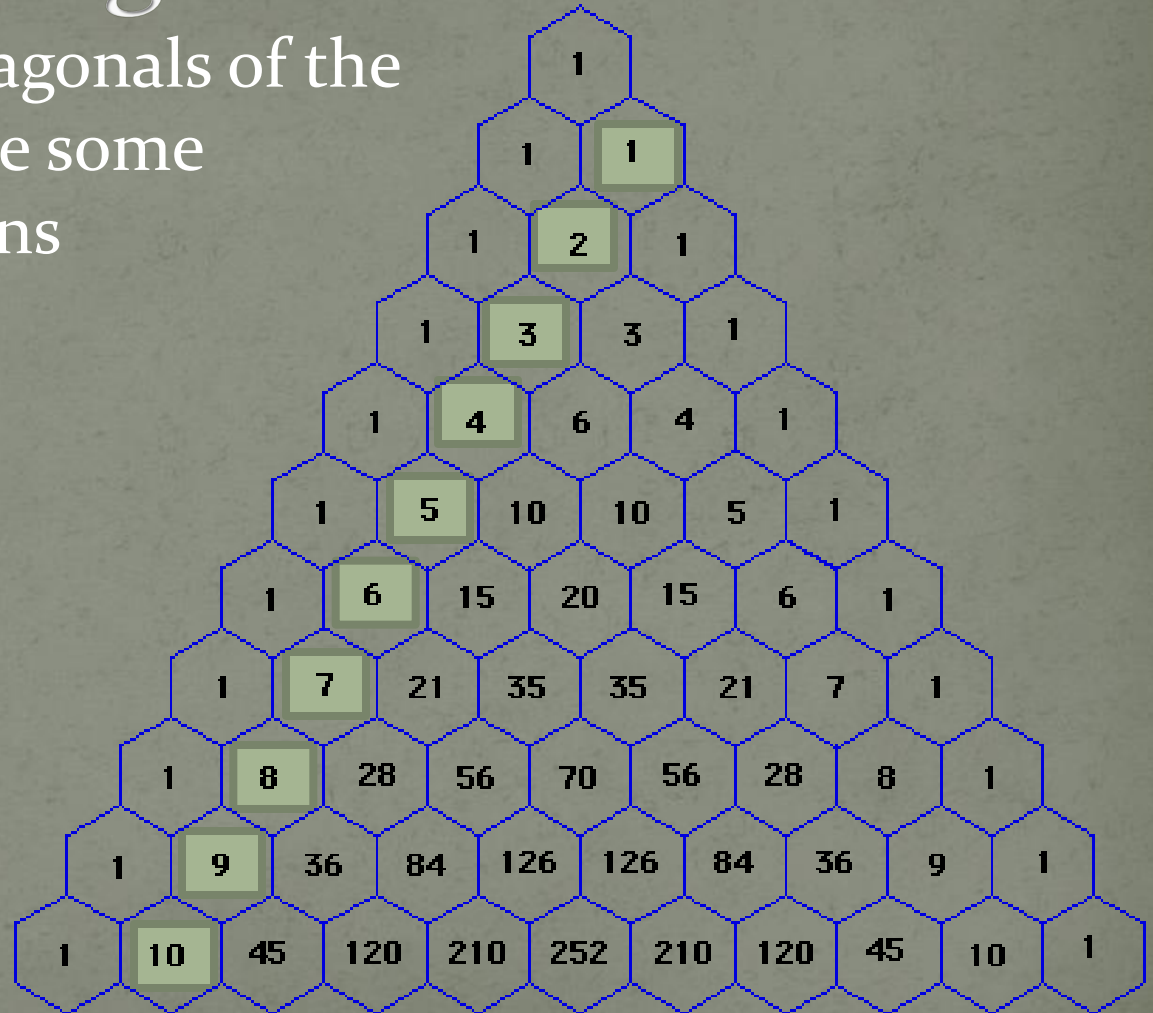 g
agonals of the
e some
ns
1
1 1
1 2 1
1 3 3 1
1 4 6 4 1
1 5 10 10 5 1
1 6 15 20 15 6 1
1 7 21 35 35 21 7 1
1 8 28 56 70 56 28 8 1
1 9 36 84 126 126 84 36 9 1
1 10 45 120 210 252 210 120 45 10 1